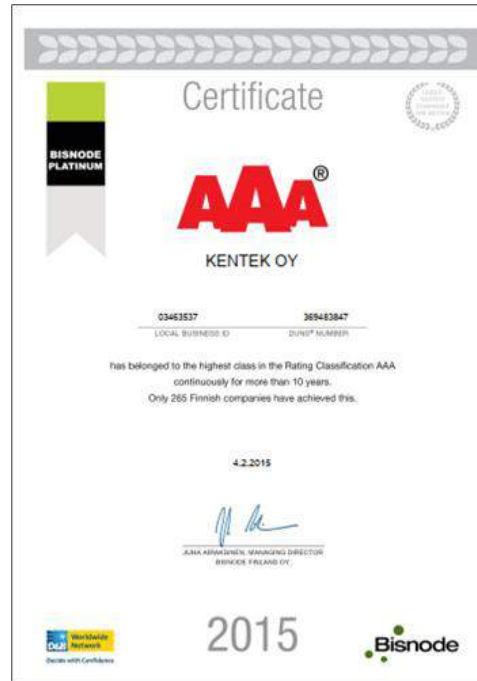 Certificate
BISNODE
PLATINUM
AAA®
KENTEK OY
03463537 369483847
LOCAL BUSINESS ID DUNS® NUMBER
has belonged to the highest class in the Rating Classification AAA
continuously for more than 10 years.
Only 265 Finnish companies have achieved this.
4.2.2015
MANAGING DIRECTOR
BISNODE FINLAND OY
2015
D&B Worldwide
Network
Decide with Confidence
Bisnode